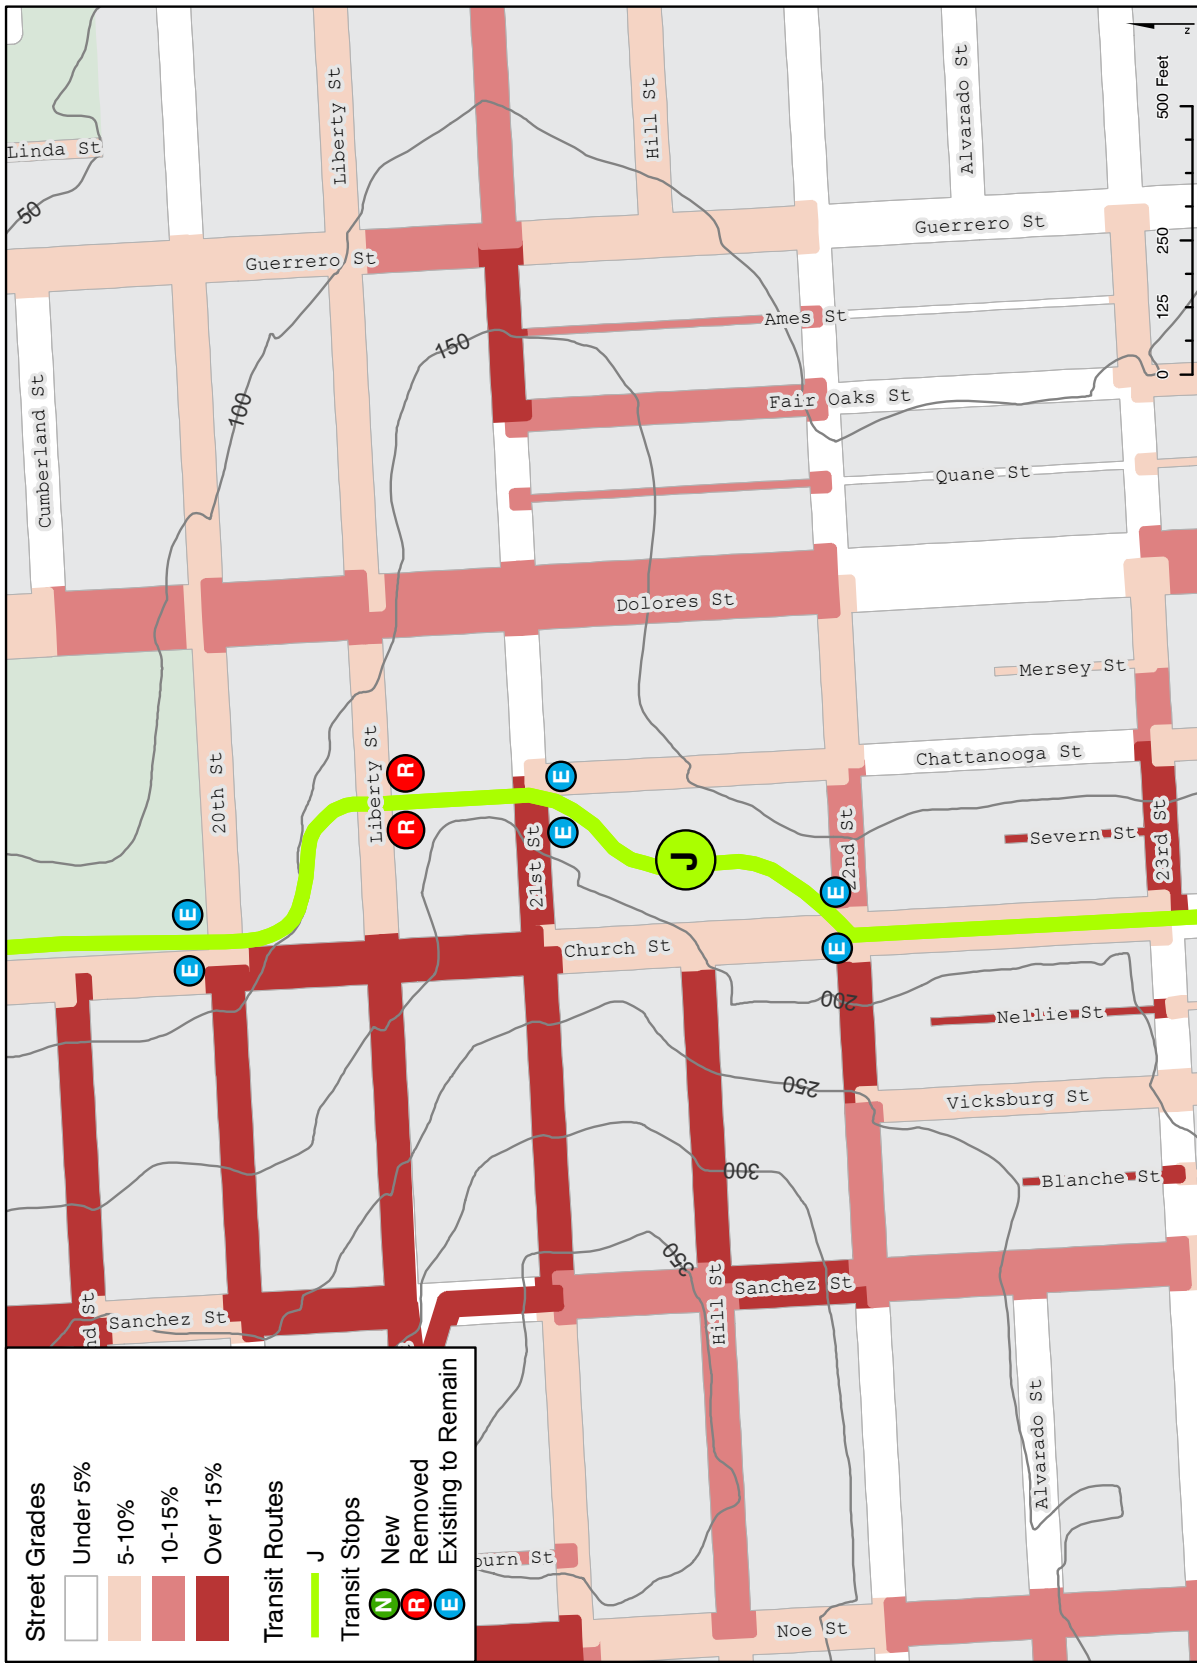 Street Grades
Under 5%
5-10%
10-15%
Over 15%
Transit Routes
J
Transit Stops
N New
R Removed
E Existing to Remain
Linda St
50
Liberty St
Hill St
Alvarado St
500 Feet
250
125
0
z
Guerrero St
Guerrero St
Cumberland St
100
150
Ames St
Fair Oaks St
Quane St
Dolores St
Mersey St
Chattanooga St
20th St
Liberty St
R
R
E
E
21st St
J
22nd St
Severn St
23rd St
E
E
E
E
Church St
200
Nellie St
250
Vicksburg St
300
Blanche St
350
Hill St
Sanchez St
Sanchez St
nd St
Alvarado St
ourn St
Noe St